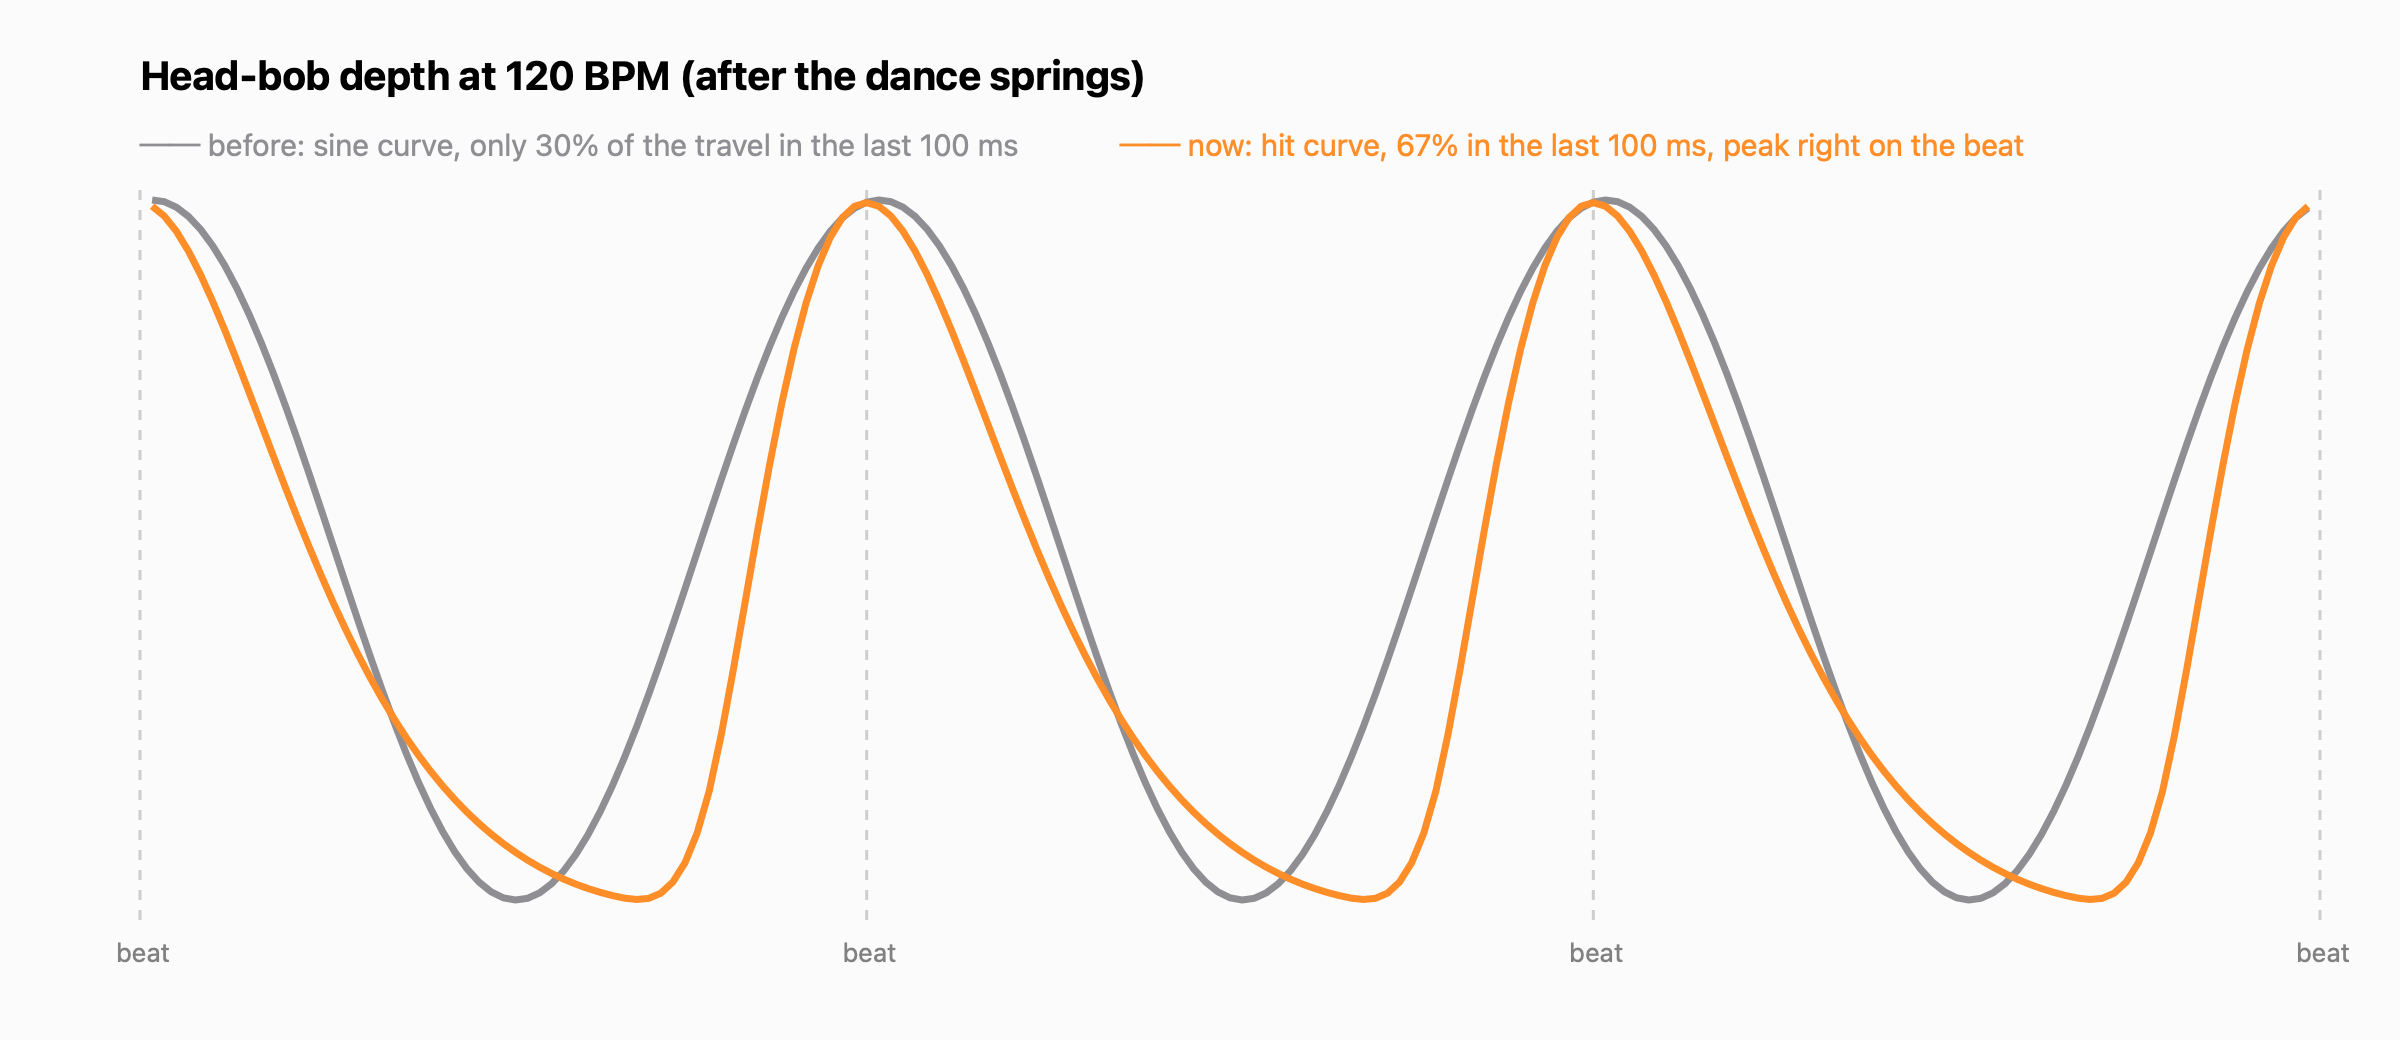 Head-bob depth at 120 BPM (after the dance springs)
before: sine curve, only 30% of the travel in the last 100 ms
now: hit curve, 67% in the last 100 ms, peak right on the beat
beat
beat
beat
beat